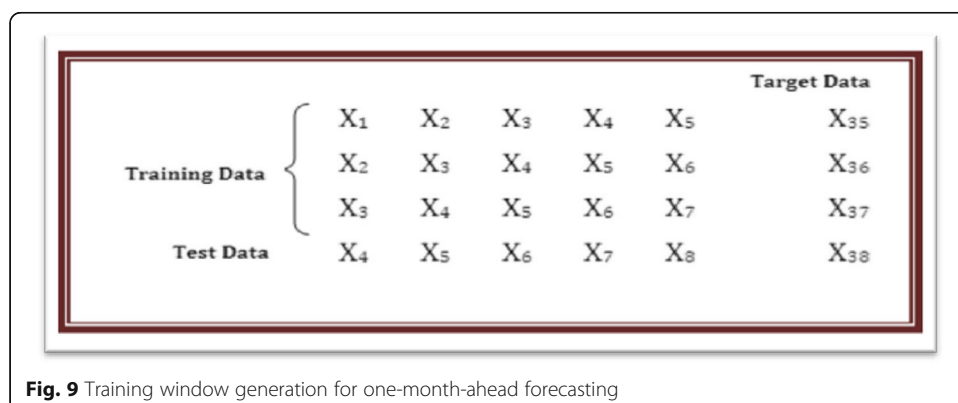 Target Data
X₁ X₂ X₃ X₄ X₅ X₃₅
Training Data X₂ X₃ X₄ X₅ X₆ X₃₆
X₃ X₄ X₅ X₆ X₇ X₃₇
Test Data X₄ X₅ X₆ X₇ X₈ X₃₈
Fig. 9 Training window generation for one-month-ahead forecasting